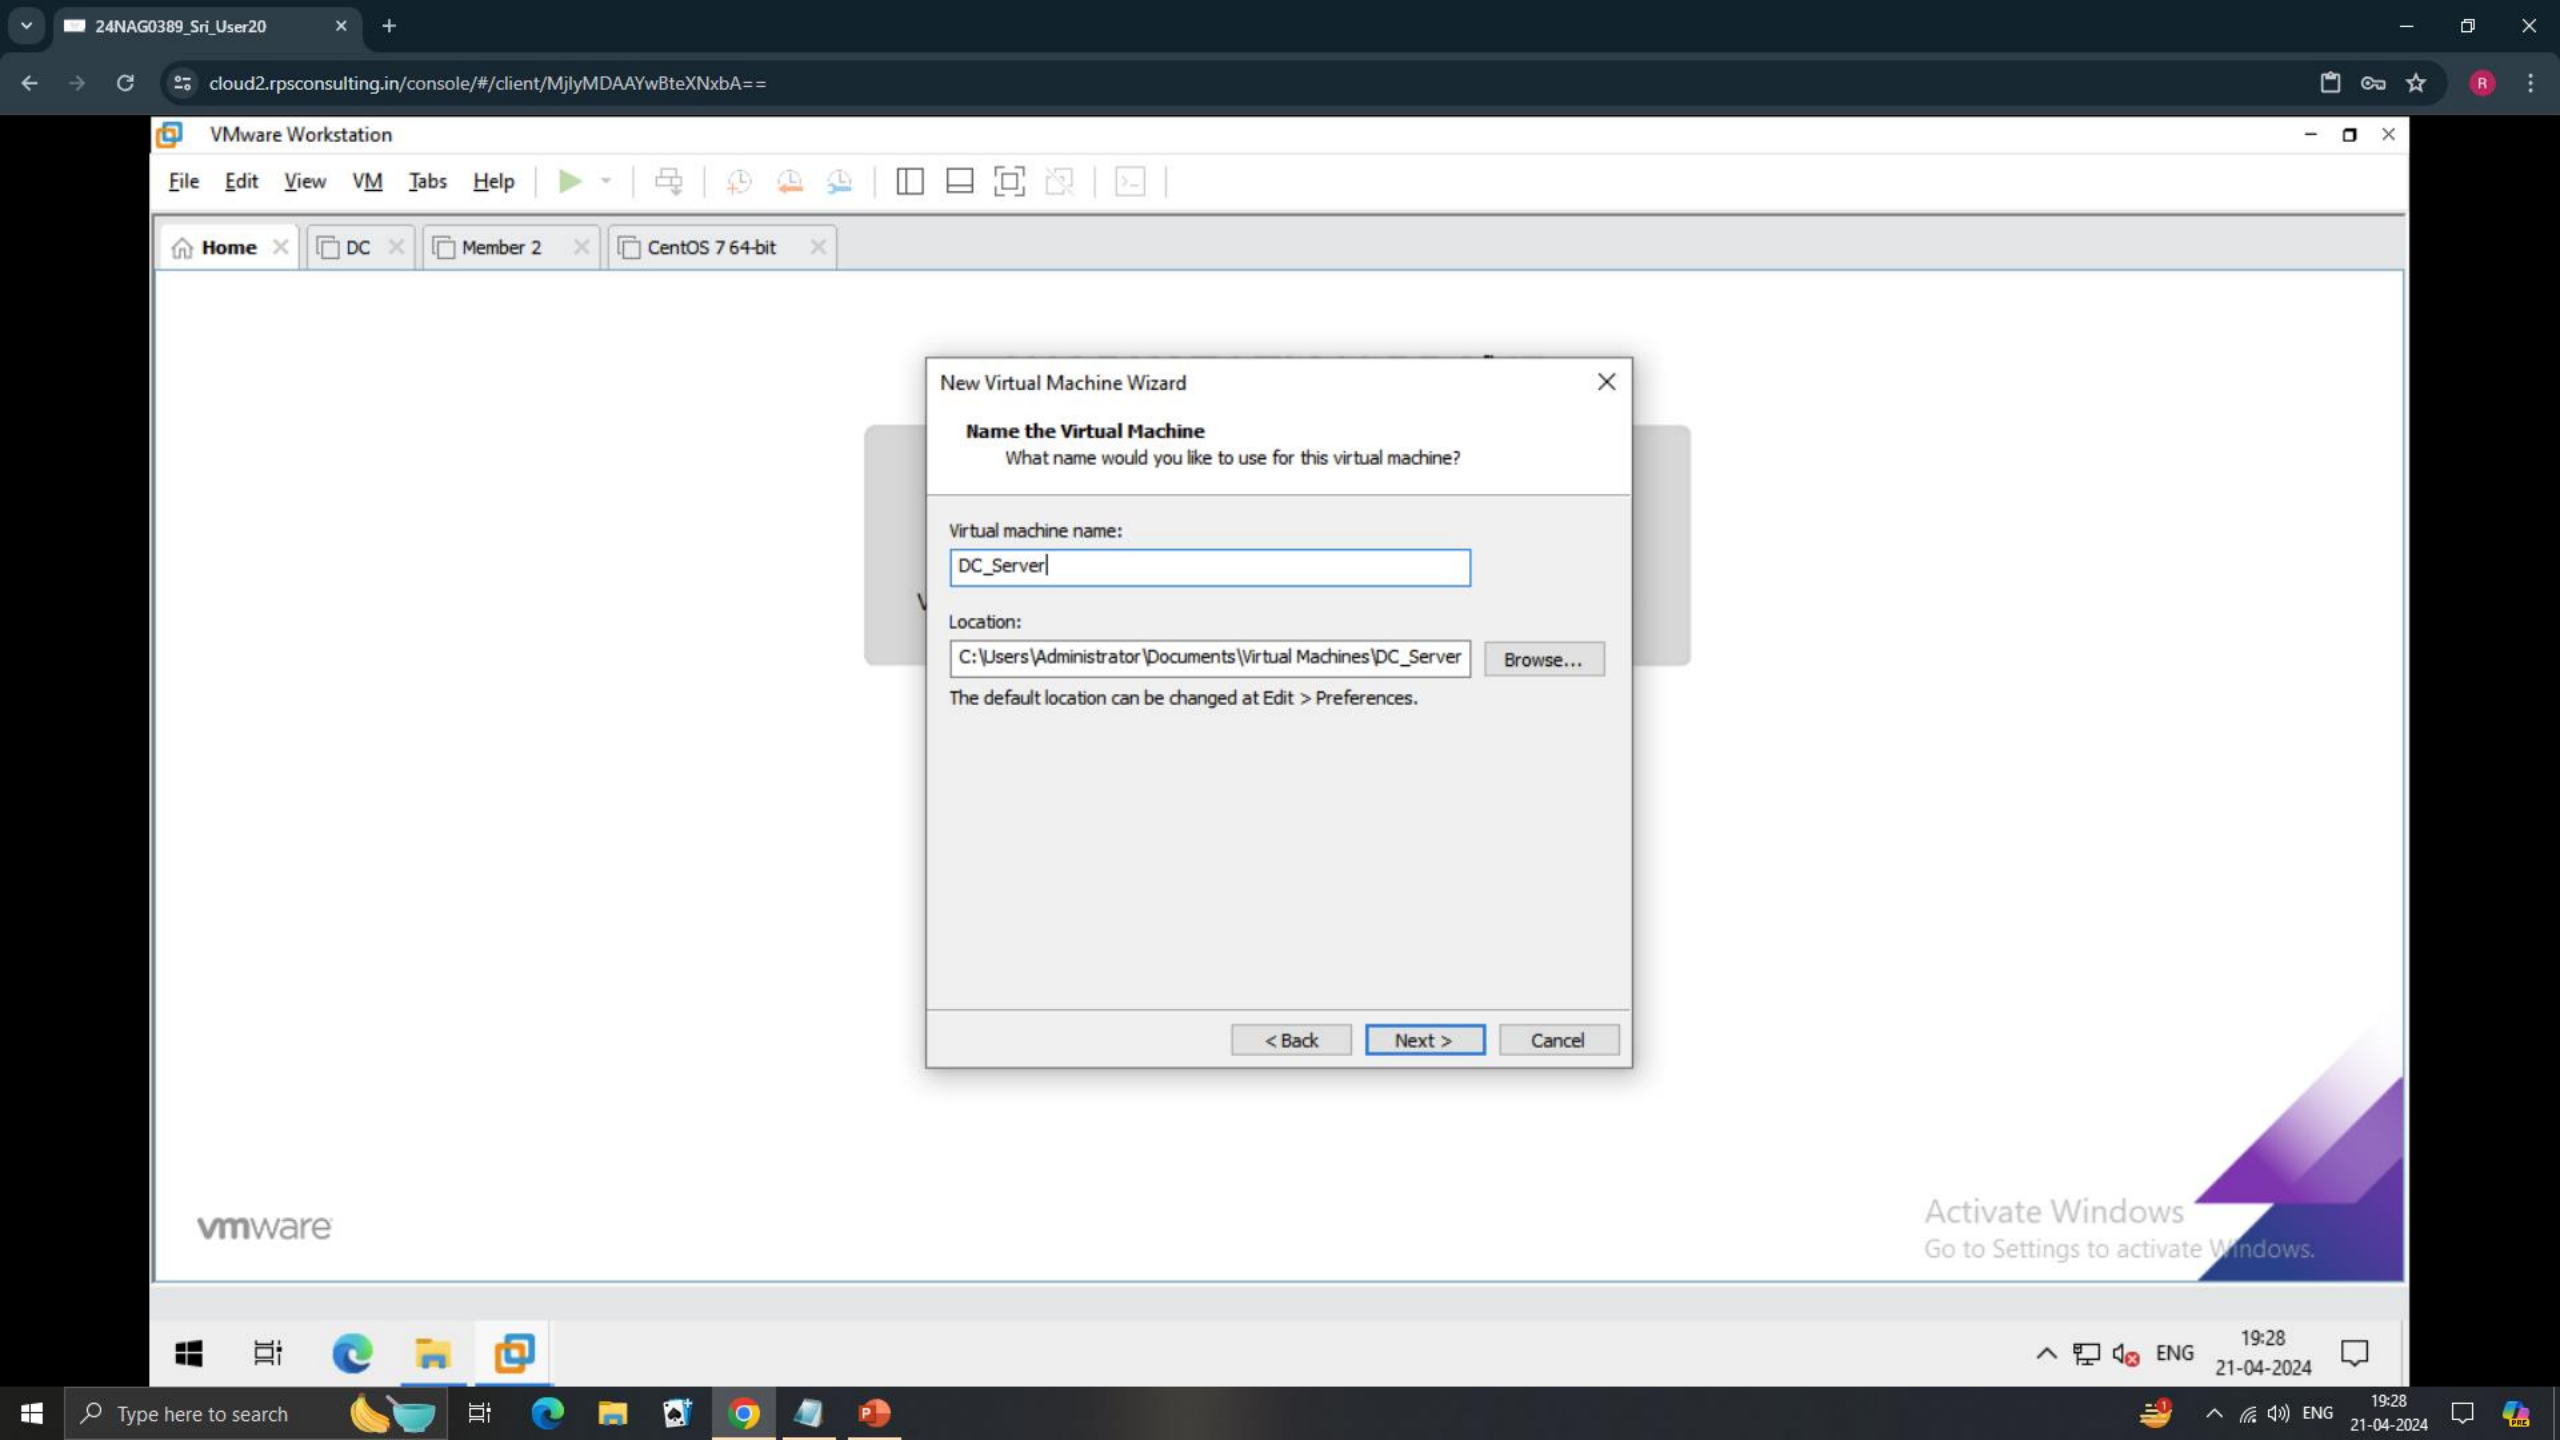 24NAG0389_Sri_User20
cloud2.rpsconsulting.in/console/#/client/MjIyMDAAYwBteXNxbA==
R
VMware Workstation
File Edit View VM Tabs Help
Home DC Member 2 CentOS 7 64-bit
New Virtual Machine Wizard
Name the Virtual Machine
What name would you like to use for this virtual machine?
Virtual machine name:
DC_Server
Location:
C:\Users\Administrator\Documents\Virtual Machines\DC_Server
Browse...
The default location can be changed at Edit > Preferences.
< Back Next > Cancel
Activate Windows
Go to Settings to activate Windows.
vmware
ENG
19:28
21-04-2024
Type here to search
1
ENG
19:28
21-04-2024